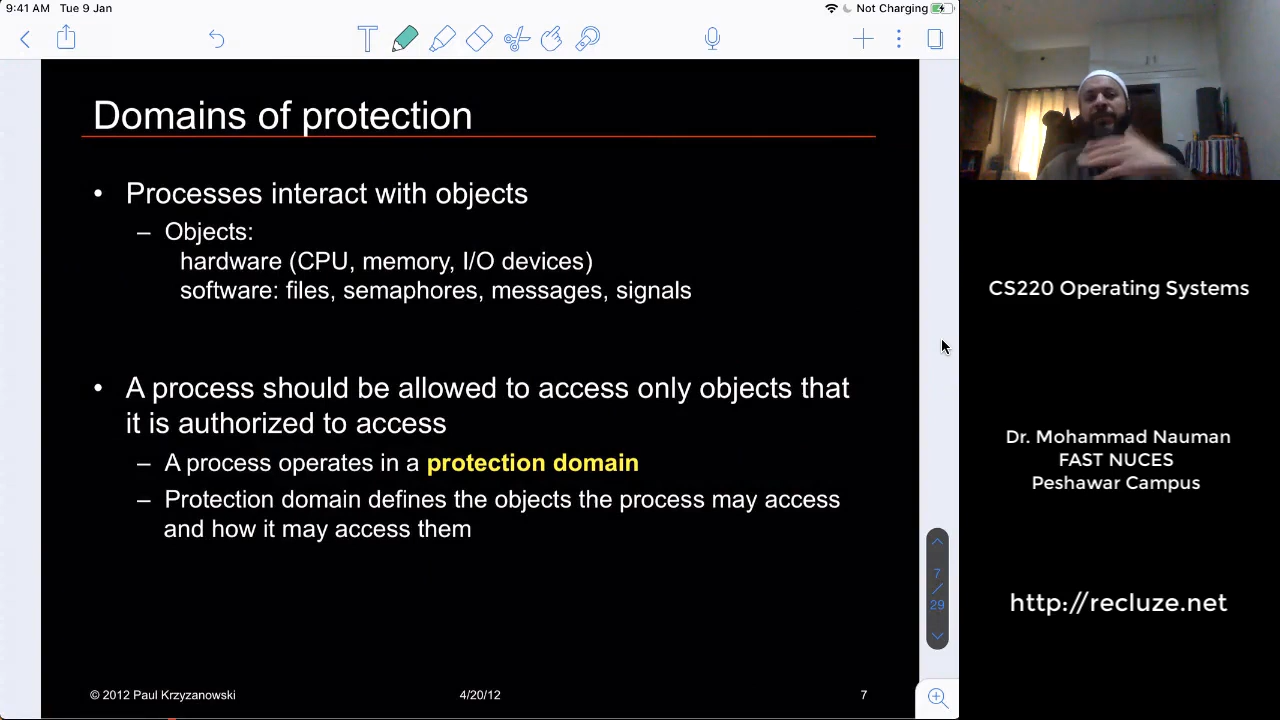 9:41 AM Tue 9 Jan
Not Charging
Domains of protection
• Processes interact with objects
– Objects:
hardware (CPU, memory, I/O devices)
software: files, semaphores, messages, signals
• A process should be allowed to access only objects that
it is authorized to access
– A process operates in a protection domain
– Protection domain defines the objects the process may access
and how it may access them
© 2012 Paul Krzyzanowski
4/20/12
7
7
/
29
CS220 Operating Systems
Dr. Mohammad Nauman
FAST NUCES
Peshawar Campus
http://recluze.net